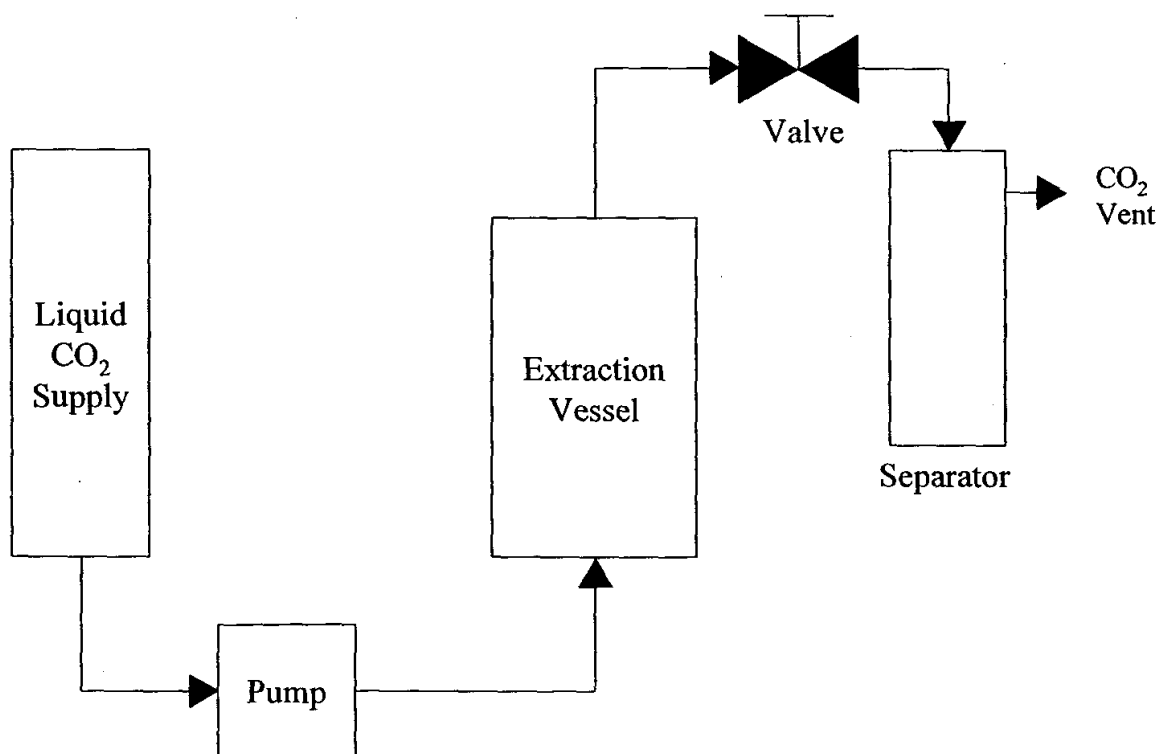 Valve
CO₂
Vent
Liquid
CO₂
Supply
Extraction
Vessel
Separator
Pump